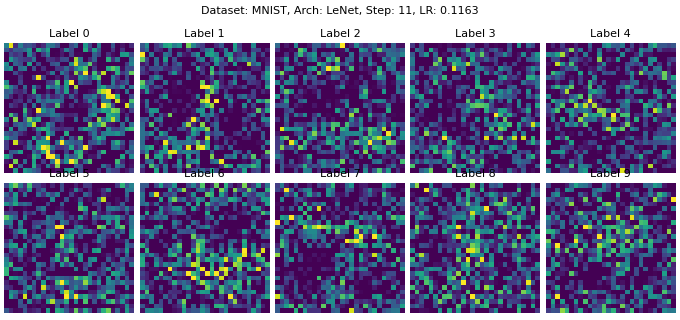 Dataset: MNIST, Arch: LeNet, Step: 11, LR: 0.1163
Label 0 Label 1 Label 2 Label 3 Label 4
Label 5 Label 6 Label 7 Label 8 Label 9